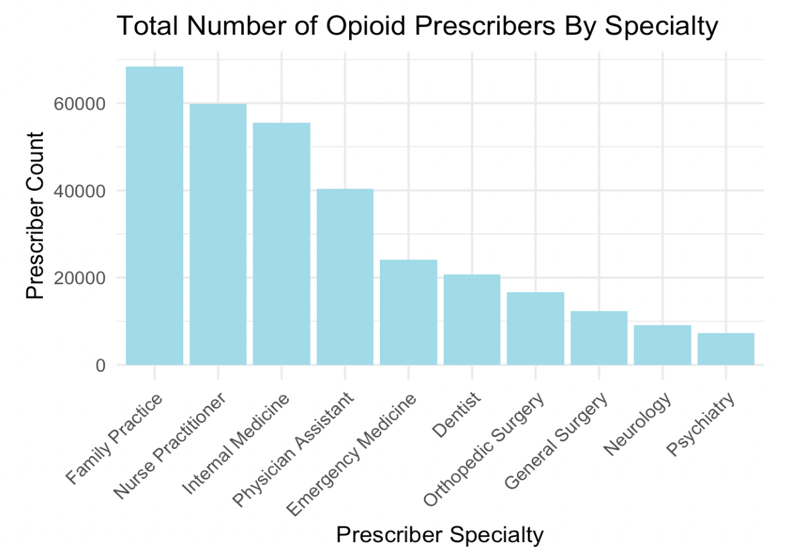 Total Number of Opioid Prescribers By Specialty
Prescriber Count
60000
40000
20000
0
Family Practice
Nurse Practitioner
Internal Medicine
Physician Assistant
Emergency Medicine
Dentist
Orthopedic Surgery
General Surgery
Neurology
Psychiatry
Prescriber Specialty